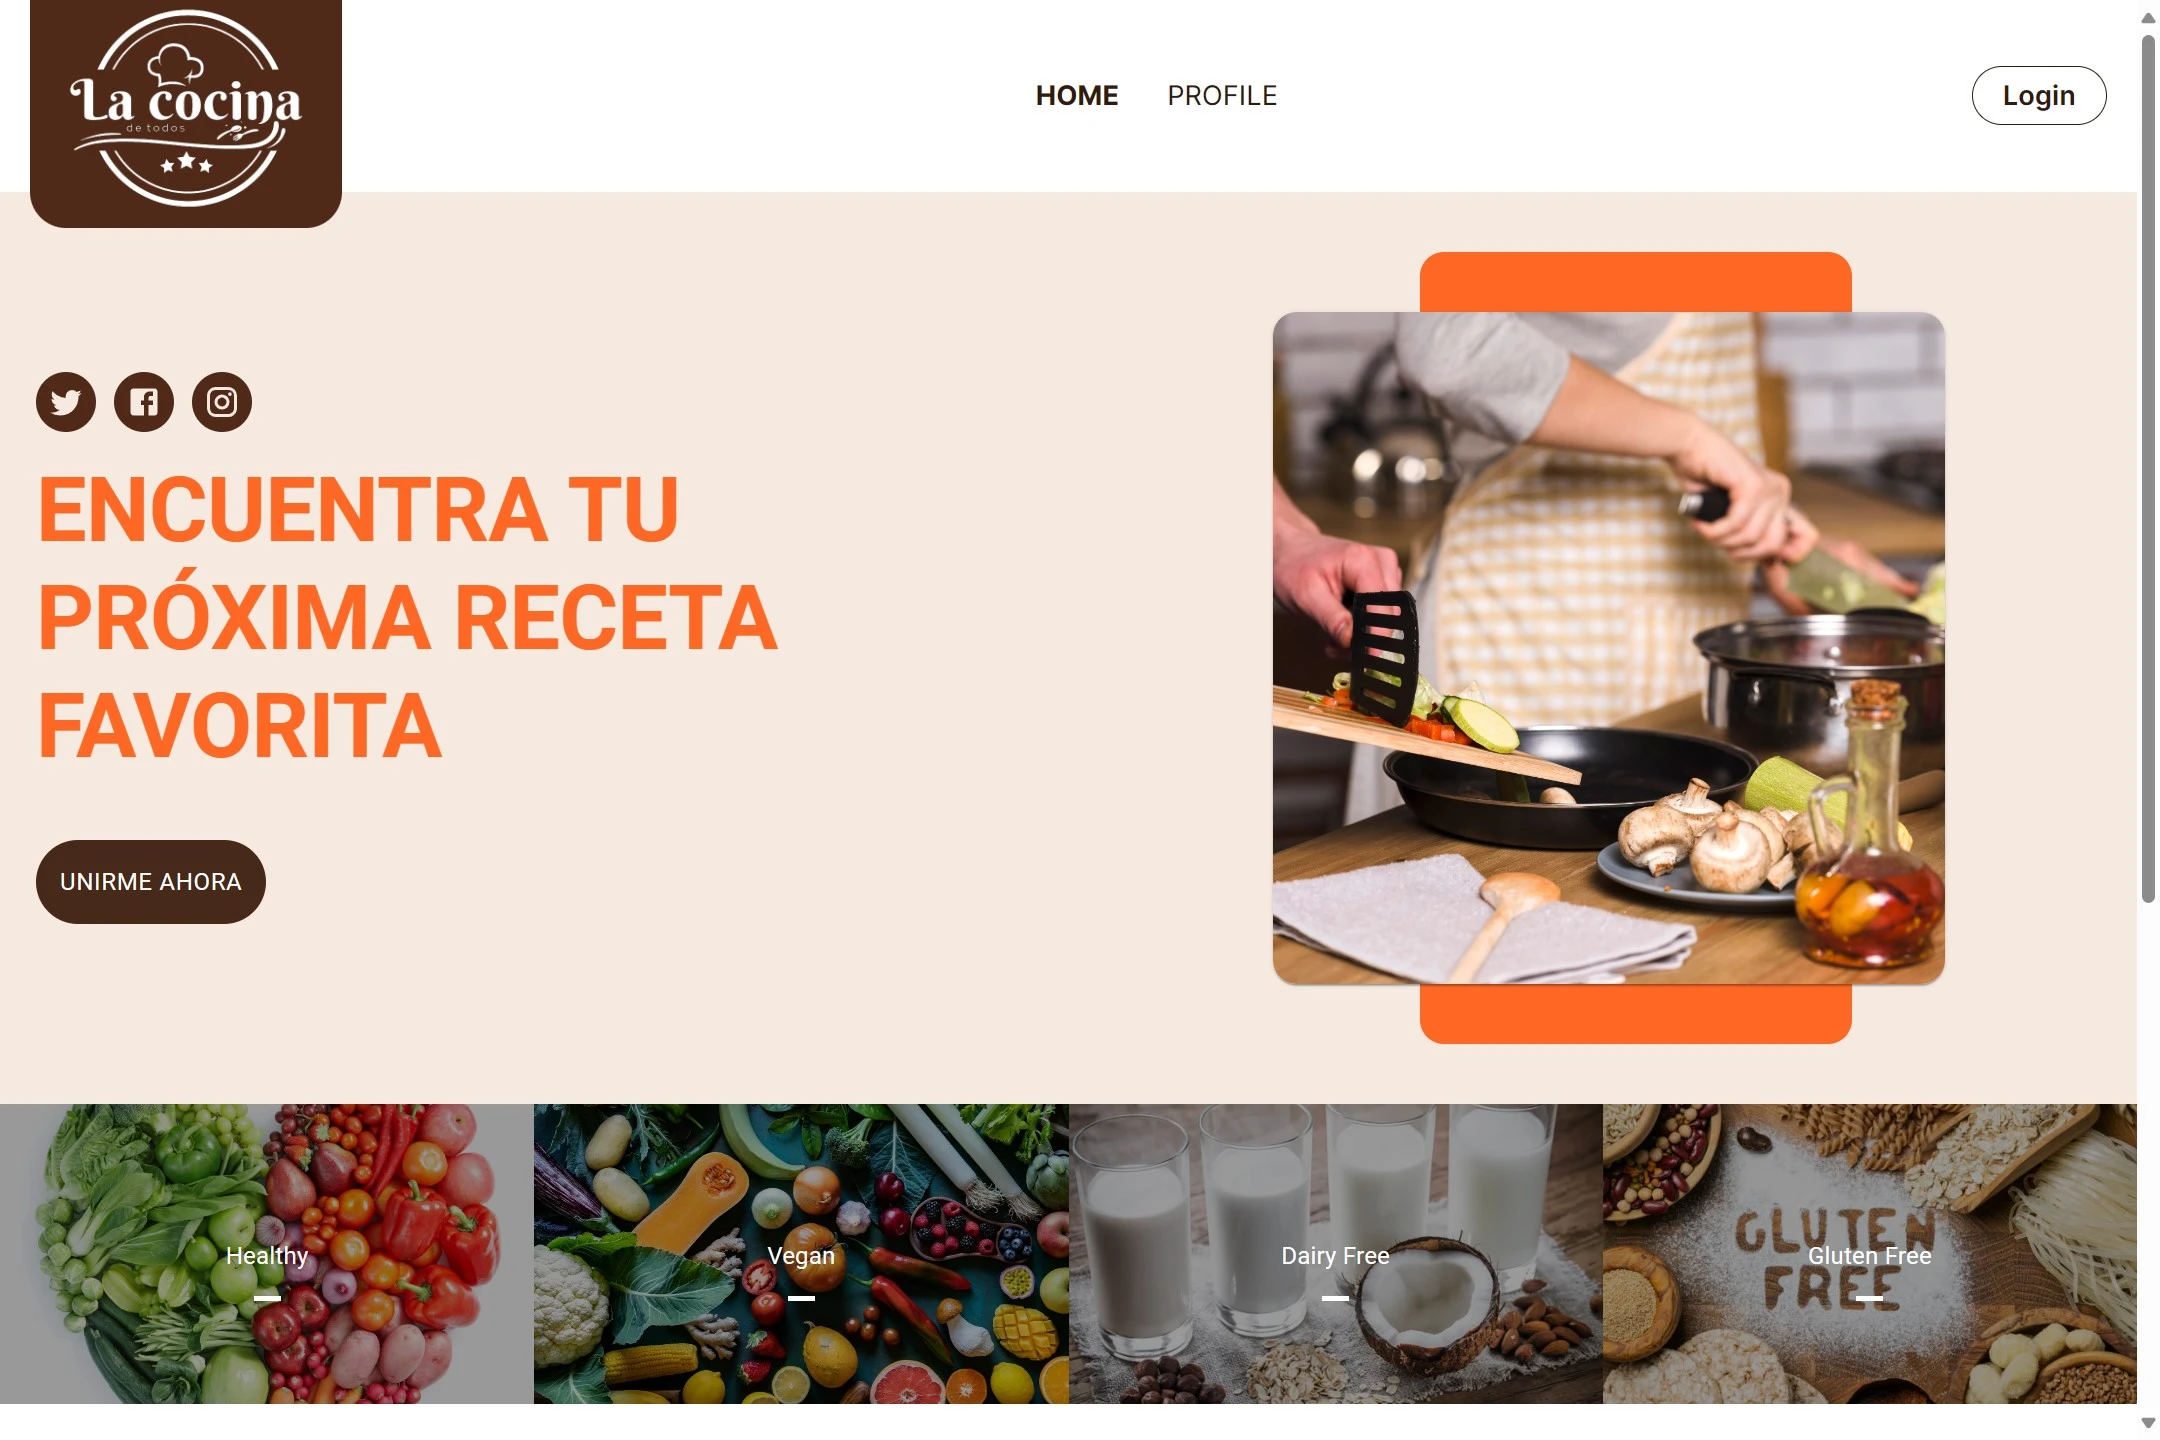 La cocina
de todos
HOME
PROFILE
Login
ENCUENTRA TU
PRÓXIMA RECETA
FAVORITA
UNIRME AHORA
Healthy
Vegan
Dairy Free
GLUTEN
Gluten Free
FREE